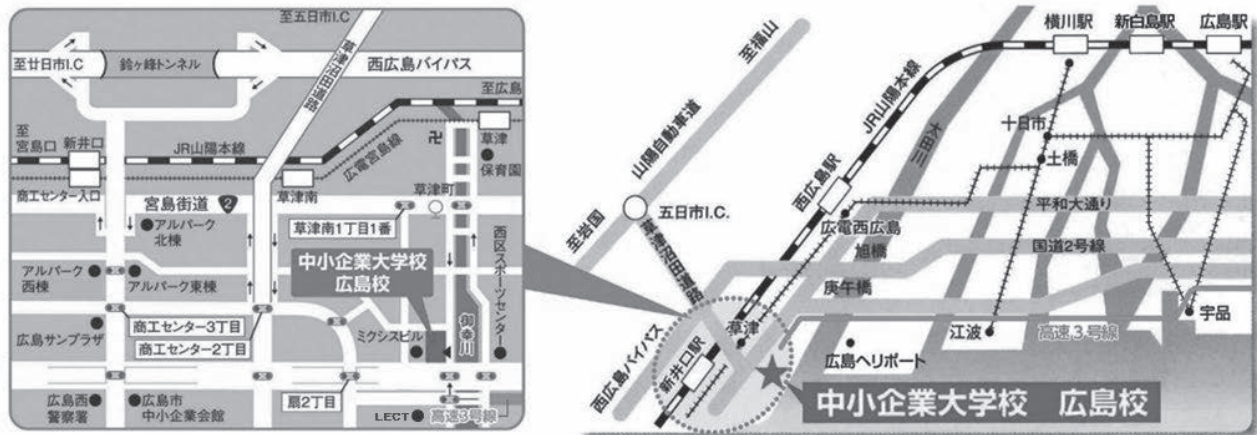 至五日市I.C
至廿日市I.C
鈴ヶ峰トンネル
草津沼田道路
西広島バイパス
至広島
至
宮島口
新井口
JR山陽本線
広電宮島線
卍
草津
保育園
商工センター入口
宮島街道
2
草津南
草津町
アルパーク
北棟
草津南1丁目1番
西区スポーツセンター
中小企業大学校
広島校
アルパーク
西棟
アルパーク東棟
商工センター3丁目
広島サンプラザ
商工センター2丁目
ミクシスビル
御幸川
扇2丁目
広島西
警察署
広島市
中小企業会館
LECT
高速3号線
横川駅
新白島駅
広島駅
至福山
JR山陽本線
山陽自動車道
太田川
十日市
土橋
西広島駅
五日市I.C.
至岩国
草津沼田道路
広電西広島
平和大通り
旭橋
国道2号線
庚午橋
草津
西広島バイパス
新井口駅
広島ヘリポート
江波
高速3号線
宇品
中小企業大学校 広島校